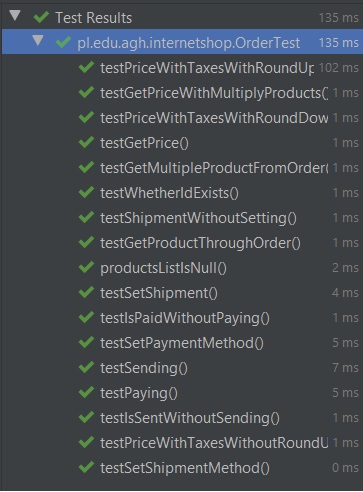 Test Results 135 ms
pl.edu.agh.internetshop.OrderTest 135 ms
testPriceWithTaxesWithRoundUp 102 ms
testGetPriceWithMultiplyProducts() 1 ms
testPriceWithTaxesWithRoundDow 1 ms
testGetPrice() 1 ms
testGetMultipleProductFromOrder( 1 ms
testWhetherIdExists() 1 ms
testShipmentWithoutSetting() 1 ms
testGetProductThroughOrder() 1 ms
productsListIsNull() 2 ms
testSetShipment() 4 ms
testIsPaidWithoutPaying() 1 ms
testSetPaymentMethod() 5 ms
testSending() 7 ms
testPaying() 5 ms
testIsSentWithoutSending() 1 ms
testPriceWithTaxesWithoutRoundU 1 ms
testSetShipmentMethod() 0 ms